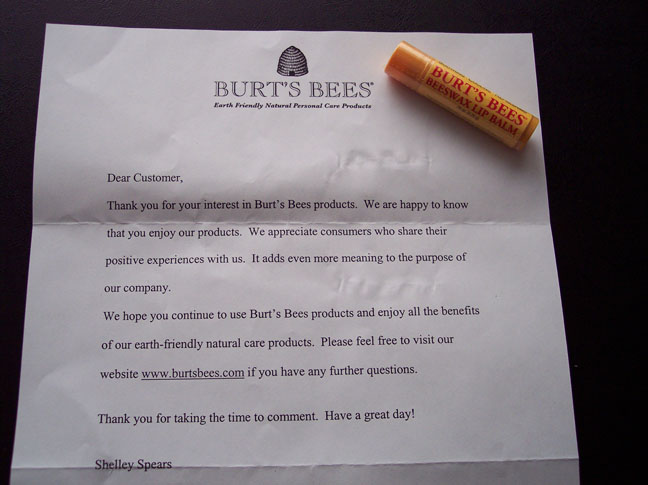 BURT'S BEES®
Earth Friendly Natural Personal Care Products
BURT'S BEES
BEESWAX LIP BALM
Dear Customer,
Thank you for your interest in Burt's Bees products. We are happy to know
that you enjoy our products. We appreciate consumers who share their
positive experiences with us. It adds even more meaning to the purpose of
our company.
We hope you continue to use Burt's Bees products and enjoy all the benefits
of our earth-friendly natural care products. Please feel free to visit our
website www.burtsbees.com if you have any further questions.
Thank you for taking the time to comment. Have a great day!
Shelley Spears